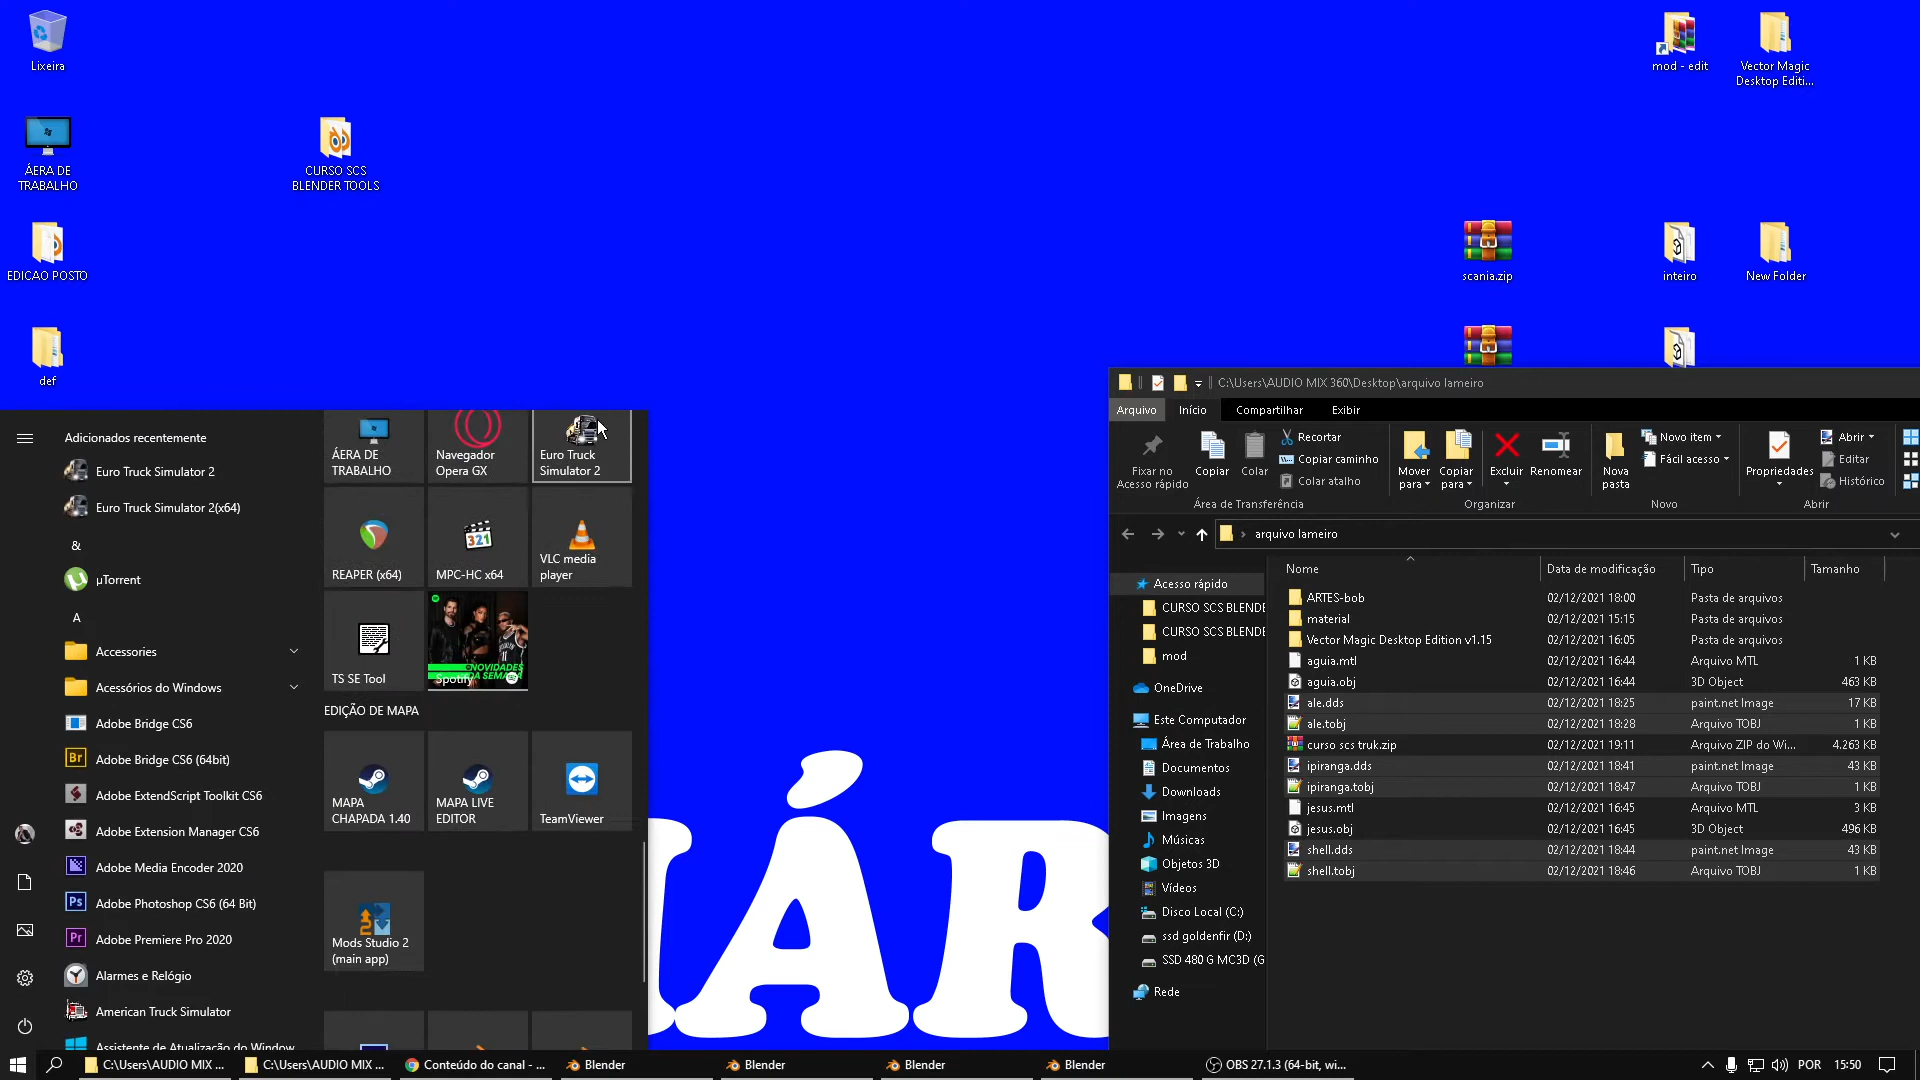 Lixeira
mod - edit
Vector Magic
Desktop Editi...
ÁERA DE
TRABALHO
CURSO SCS
BLENDER TOOLS
EDICAO POSTO
scania.zip
inteiro
New Folder
def
Adicionados recentemente
Euro Truck Simulator 2
Euro Truck Simulator 2(x64)
&
µTorrent
A
Accessories
Acessórios do Windows
Adobe Bridge CS6
Adobe Bridge CS6 (64bit)
Adobe ExtendScript Toolkit CS6
Adobe Extension Manager CS6
Adobe Media Encoder 2020
Adobe Photoshop CS6 (64 Bit)
Adobe Premiere Pro 2020
Alarmes e Relógio
American Truck Simulator
Assistente de Atualização do Window
ÁERA DE
TRABALHO
Navegador
Opera GX
Euro Truck
Simulator 2
REAPER (x64)
MPC-HC x64
VLC media
player
TS SE Tool
NOVIDADES
DA SEMANA
Spotify
EDIÇÃO DE MAPA
MAPA
CHAPADA 1.40
MAPA LIVE
EDITOR
TeamViewer
Mods Studio 2
(main app)
ÁR
C:\Users\AUDIO MIX 360\Desktop\arquivo lameiro
Arquivo
Início
Compartilhar
Exibir
Fixar no
Acesso rápido
Copiar
Colar
Recortar
Copiar caminho
Colar atalho
Área de Transferência
Mover
para
Copiar
para
Excluir
Renomear
Organizar
Nova
pasta
Novo item
Fácil acesso
Novo
Propriedades
Abrir
Editar
Histórico
Abrir
arquivo lameiro
Acesso rápido
CURSO SCS BLENDE
CURSO SCS BLENDE
mod
OneDrive
Este Computador
Área de Trabalho
Documentos
Downloads
Imagens
Músicas
Objetos 3D
Vídeos
Disco Local (C:)
ssd goldenfir (D:)
SSD 480 G MC3D (G
Rede
Nome Data de modificação Tipo Tamanho
ARTES-bob 02/12/2021 18:00 Pasta de arquivos
material 02/12/2021 15:15 Pasta de arquivos
Vector Magic Desktop Edition v1.15 02/12/2021 16:05 Pasta de arquivos
aguia.mtl 02/12/2021 16:44 Arquivo MTL 1 KB
aguia.obj 02/12/2021 16:44 3D Object 463 KB
ale.dds 02/12/2021 18:25 paint.net Image 17 KB
ale.tobj 02/12/2021 18:28 Arquivo TOBJ 1 KB
curso scs truk.zip 02/12/2021 19:11 Arquivo ZIP do Wi... 4.263 KB
ipiranga.dds 02/12/2021 18:41 paint.net Image 43 KB
ipiranga.tobj 02/12/2021 18:47 Arquivo TOBJ 1 KB
jesus.mtl 02/12/2021 16:45 Arquivo MTL 3 KB
jesus.obj 02/12/2021 16:45 3D Object 496 KB
shell.dds 02/12/2021 18:44 paint.net Image 43 KB
shell.tobj 02/12/2021 18:46 Arquivo TOBJ 1 KB
C:\Users\AUDIO MIX ...
C:\Users\AUDIO MIX ...
Conteúdo do canal - ...
Blender
Blender
Blender
Blender
OBS 27.1.3 (64-bit, wi...
POR
15:50